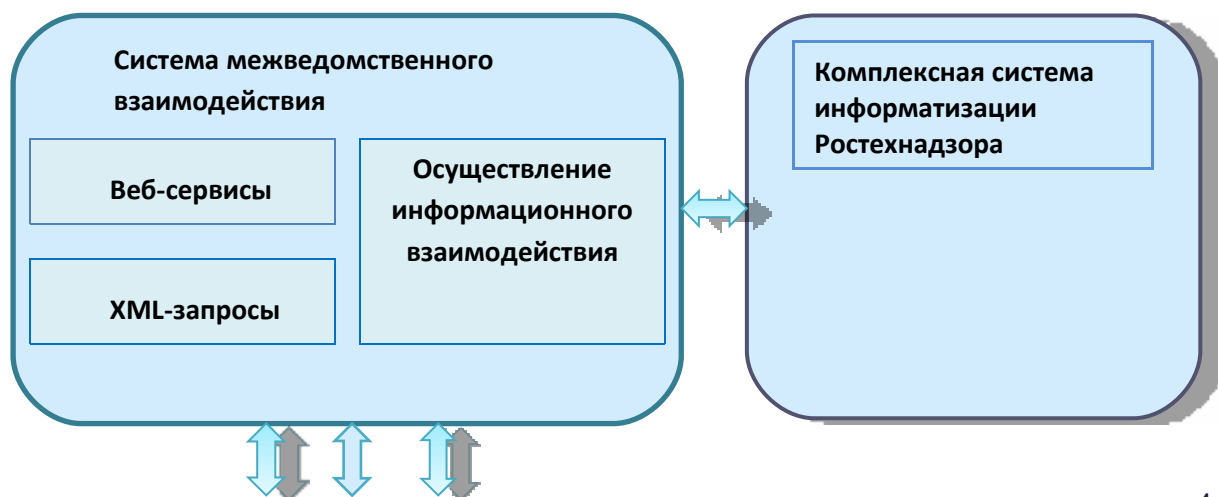 Система межведомственного
взаимодействия
Веб-сервисы
XML-запросы
Осуществление
информационного
взаимодействия
Комплексная система
информатизации
Ростехнадзора